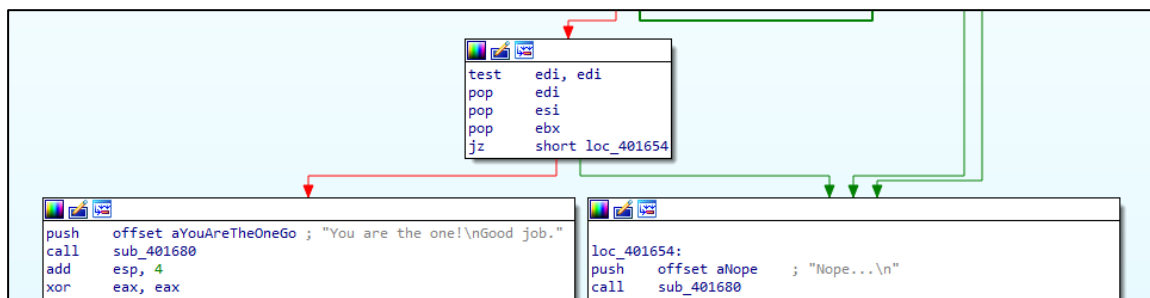 test    edi, edi
pop     edi
pop     esi
pop     ebx
jz      short loc_401654
push    offset aYouAreTheOneGo ; "You are the one!\nGood job."
call    sub_401680
add     esp, 4
xor     eax, eax
loc_401654:
push    offset aNope    ; "Nope...\n"
call    sub_401680